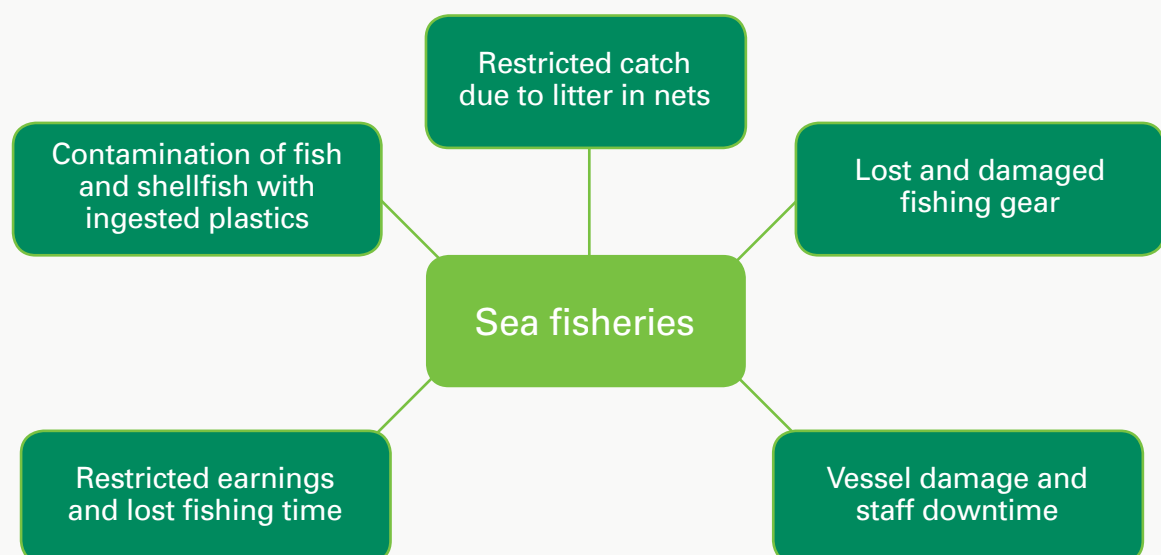 Restricted catch
due to litter in nets
Contamination of fish
and shellfish with
ingested plastics
Lost and damaged
fishing gear
Sea fisheries
Restricted earnings
and lost fishing time
Vessel damage and
staff downtime